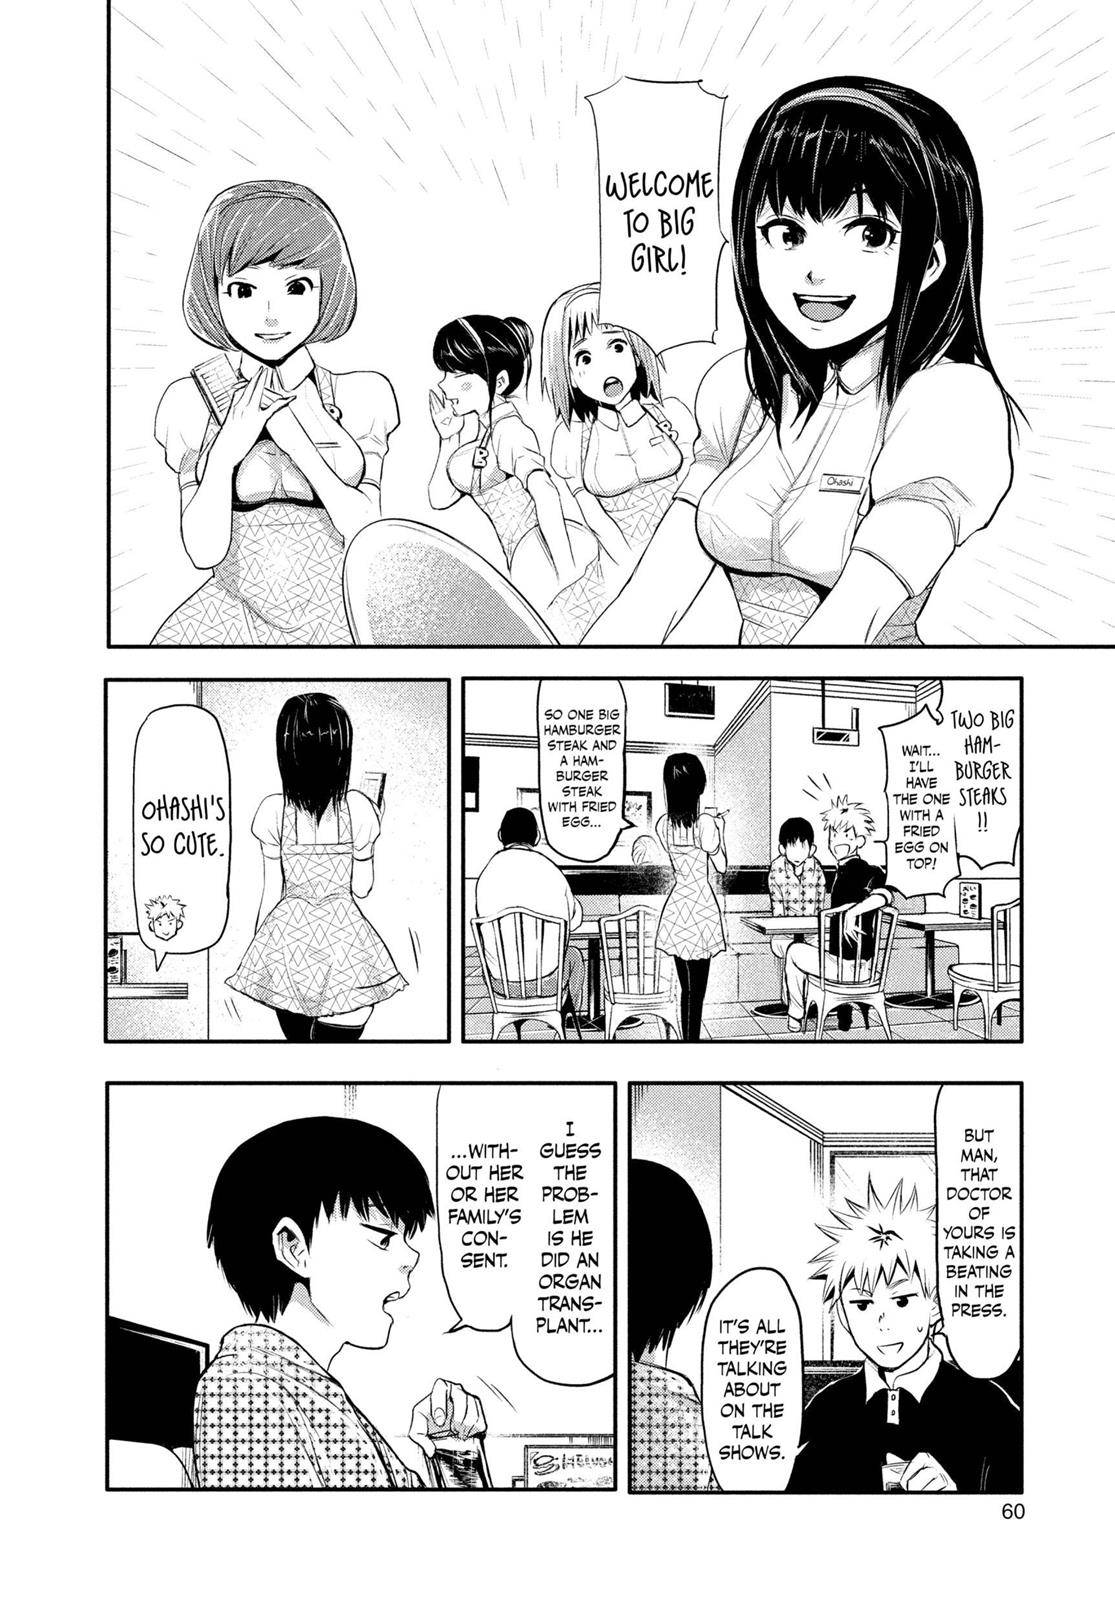 WELCOME
TO BIG
GIRL!
Ohashi
B
B
B
TWO BIG
HAM-
BURGER
STEAKS
!!
WAIT...
I'LL
HAVE
THE ONE
WITH A
FRIED
EGG ON
TOP!
SO ONE BIG
HAMBURGER
STEAK AND
A HAM-
BURGER
STEAK
WITH FRIED
EGG...
OHASHI'S
SO CUTE.
BUT
MAN,
THAT
DOCTOR
OF
YOURS IS
TAKING A
BEATING
IN THE
PRESS.
IT'S ALL
THEY'RE
TALKING
ABOUT
ON THE
TALK
SHOWS.
I
GUESS
THE
PROB-
LEM
IS HE
DID AN
ORGAN
TRANS-
PLANT...
...WITH-
OUT HER
OR HER
FAMILY'S
CON-
SENT.
60